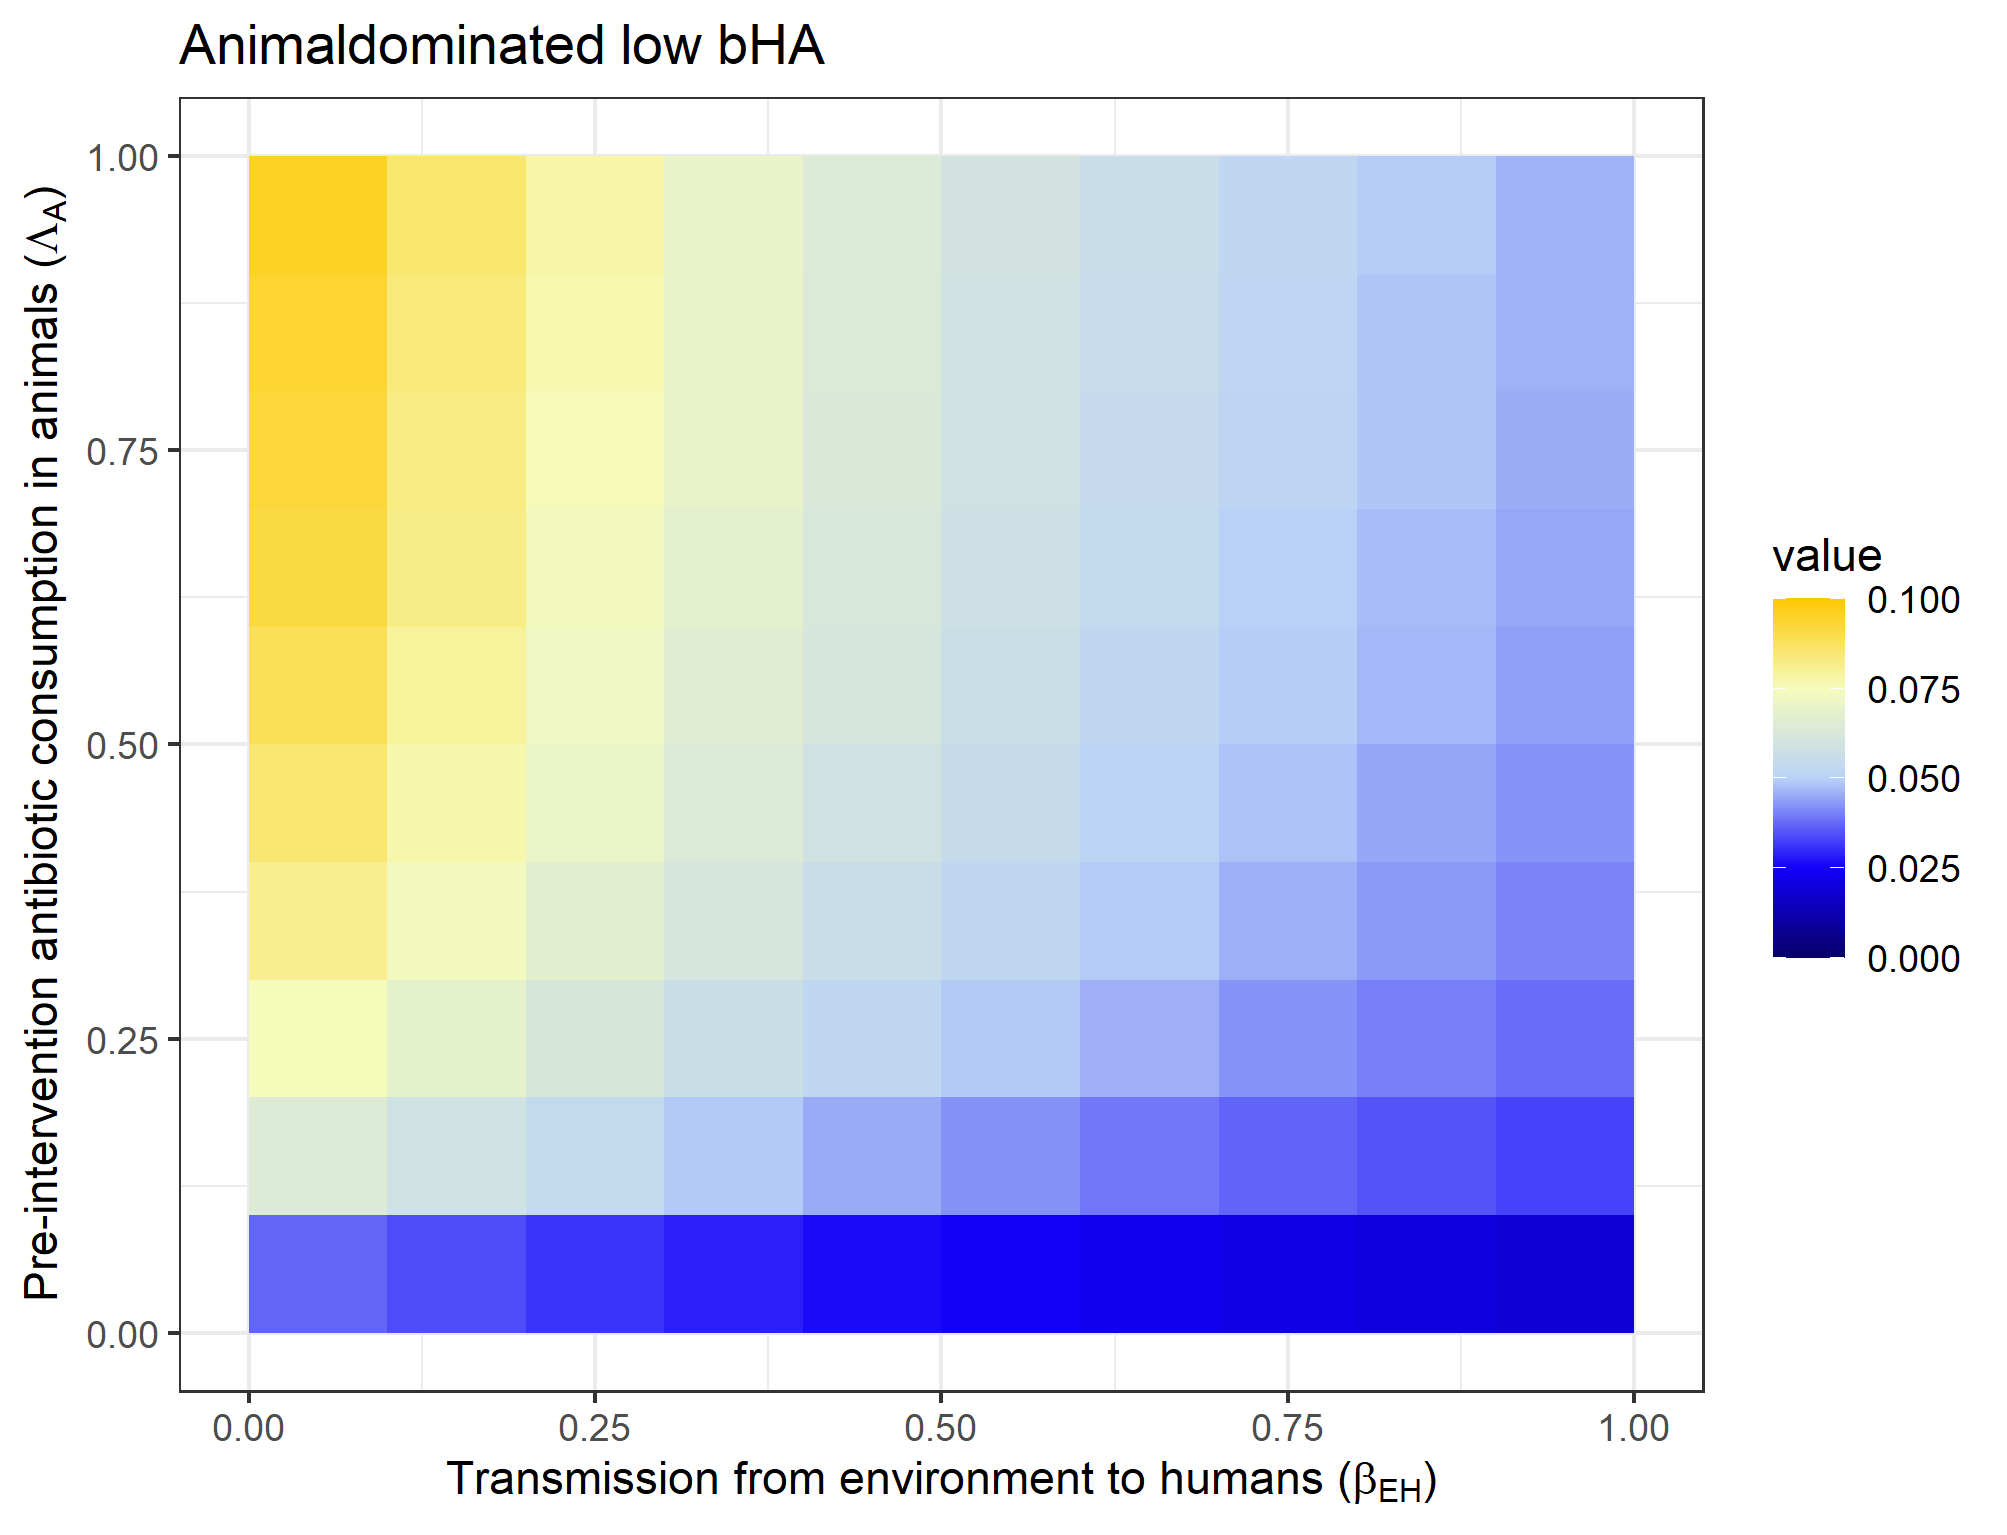 Animaldominated low bHA
Pre-intervention antibiotic consumption in animals (Λ_A)
1.00
0.75
0.50
0.25
0.00
0.00 0.25 0.50 0.75 1.00
Transmission from environment to humans (β_EH)
value
0.100
0.075
0.050
0.025
0.000